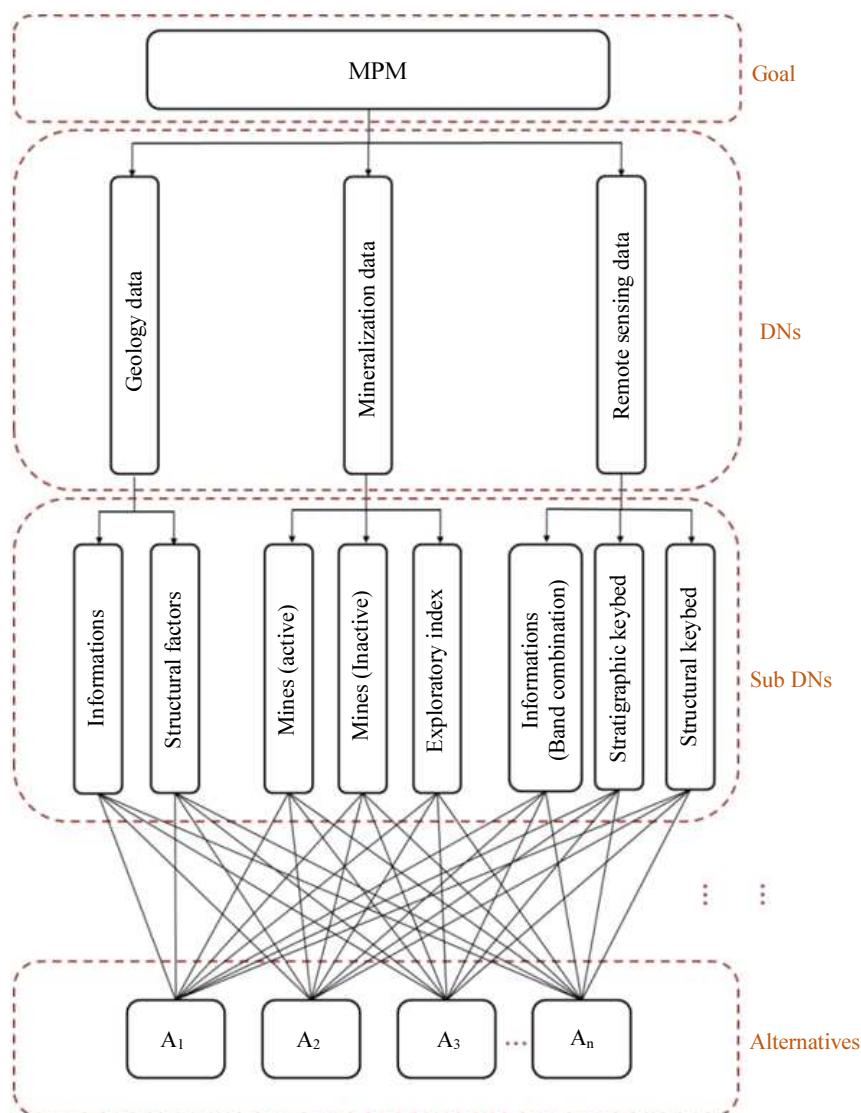 MPM
Goal
Geology data
Mineralization data
Remote sensing data
DNs
Informations
Structural factors
Mines (active)
Mines (Inactive)
Exploratory index
Informations
(Band combination)
Stratigraphic keybed
Structural keybed
Sub DNs
A1
A2
A3
...
An
Alternatives